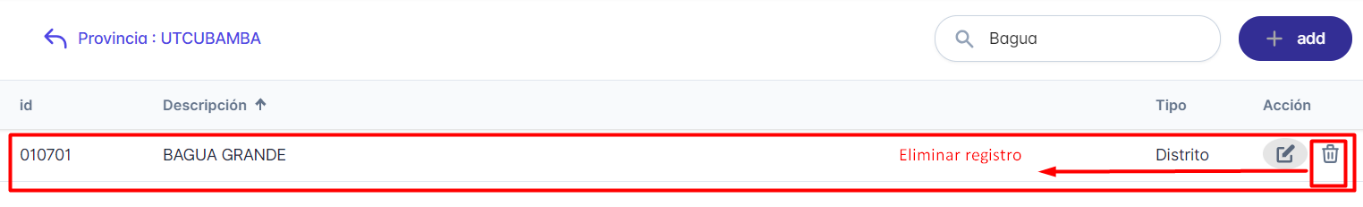 Provincia : UTCUBAMBA
Bagua
add
id Descripción Tipo Acción
010701 BAGUA GRANDE Eliminar registro Distrito